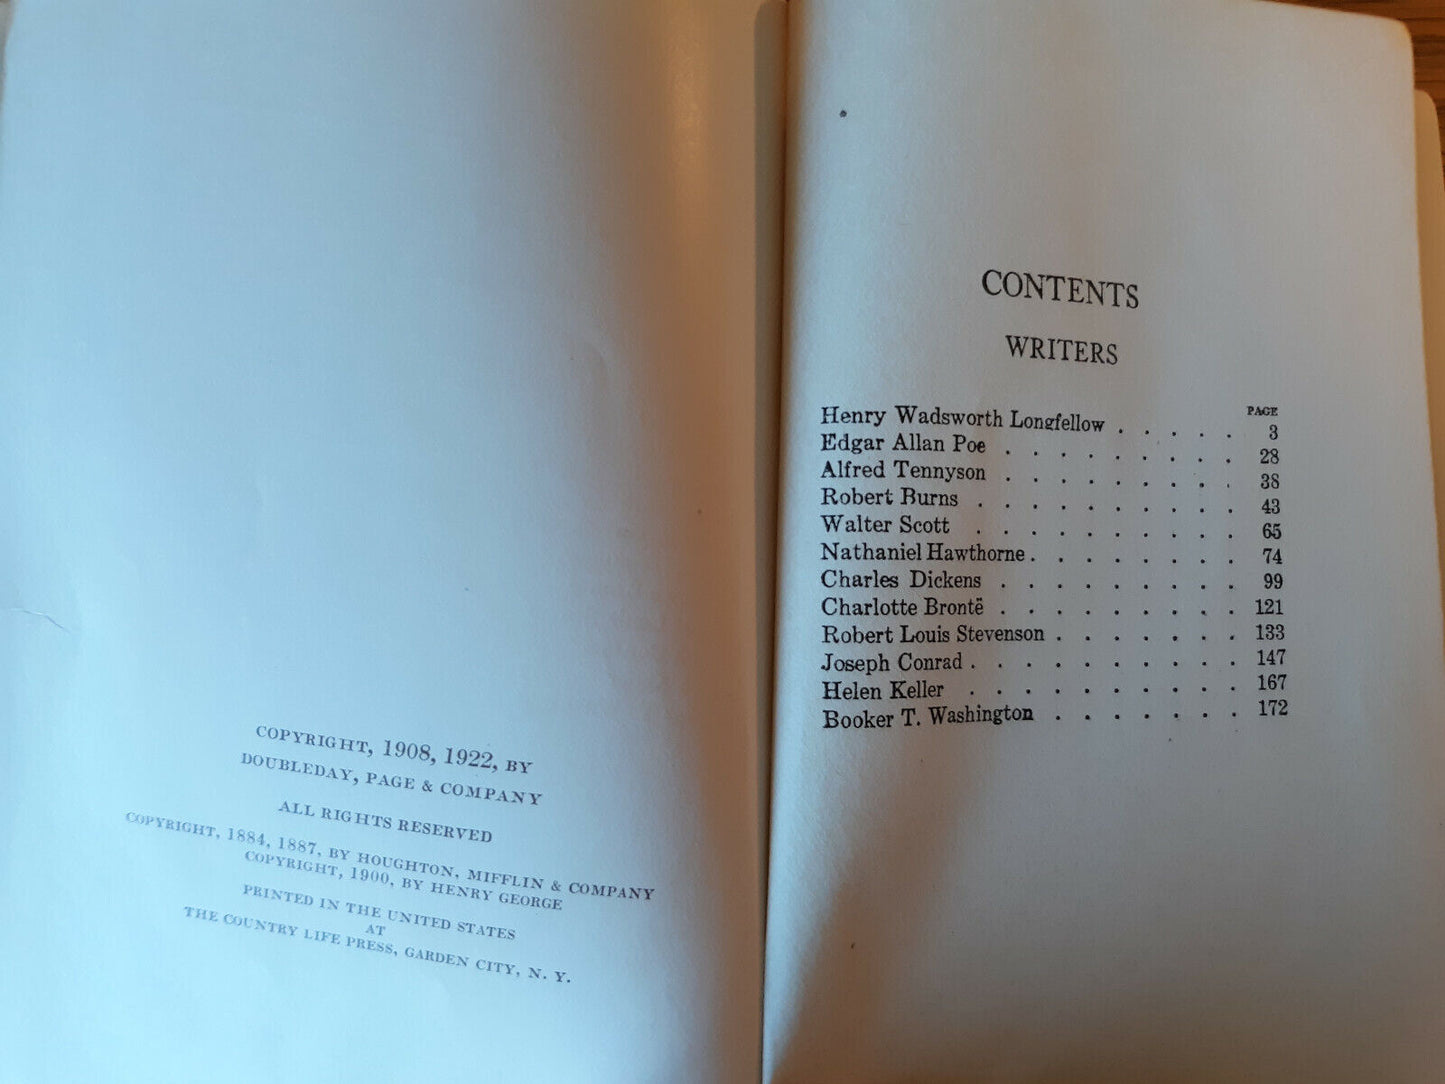 COPYRIGHT, 1908, 1922, BY
DOUBLEDAY, PAGE & COMPANY
ALL RIGHTS RESERVED
COPYRIGHT, 1884, 1887, BY HOUGHTON, MIFFLIN & COMPANY
COPYRIGHT, 1900, BY HENRY GEORGE
PRINTED IN THE UNITED STATES
AT
THE COUNTRY LIFE PRESS, GARDEN CITY, N. Y.
CONTENTS
WRITERS
PAGE
Henry Wadsworth Longfellow . . . . . 3
Edgar Allan Poe . . . . . . . . . 28
Alfred Tennyson . . . . . . . . . 38
Robert Burns . . . . . . . . . . 43
Walter Scott . . . . . . . . . . 65
Nathaniel Hawthorne . . . . . . . . 74
Charles Dickens . . . . . . . . . 99
Charlotte Brontë . . . . . . . . . 121
Robert Louis Stevenson . . . . . . . 133
Joseph Conrad . . . . . . . . . . 147
Helen Keller . . . . . . . . . . 167
Booker T. Washington . . . . . . . 172